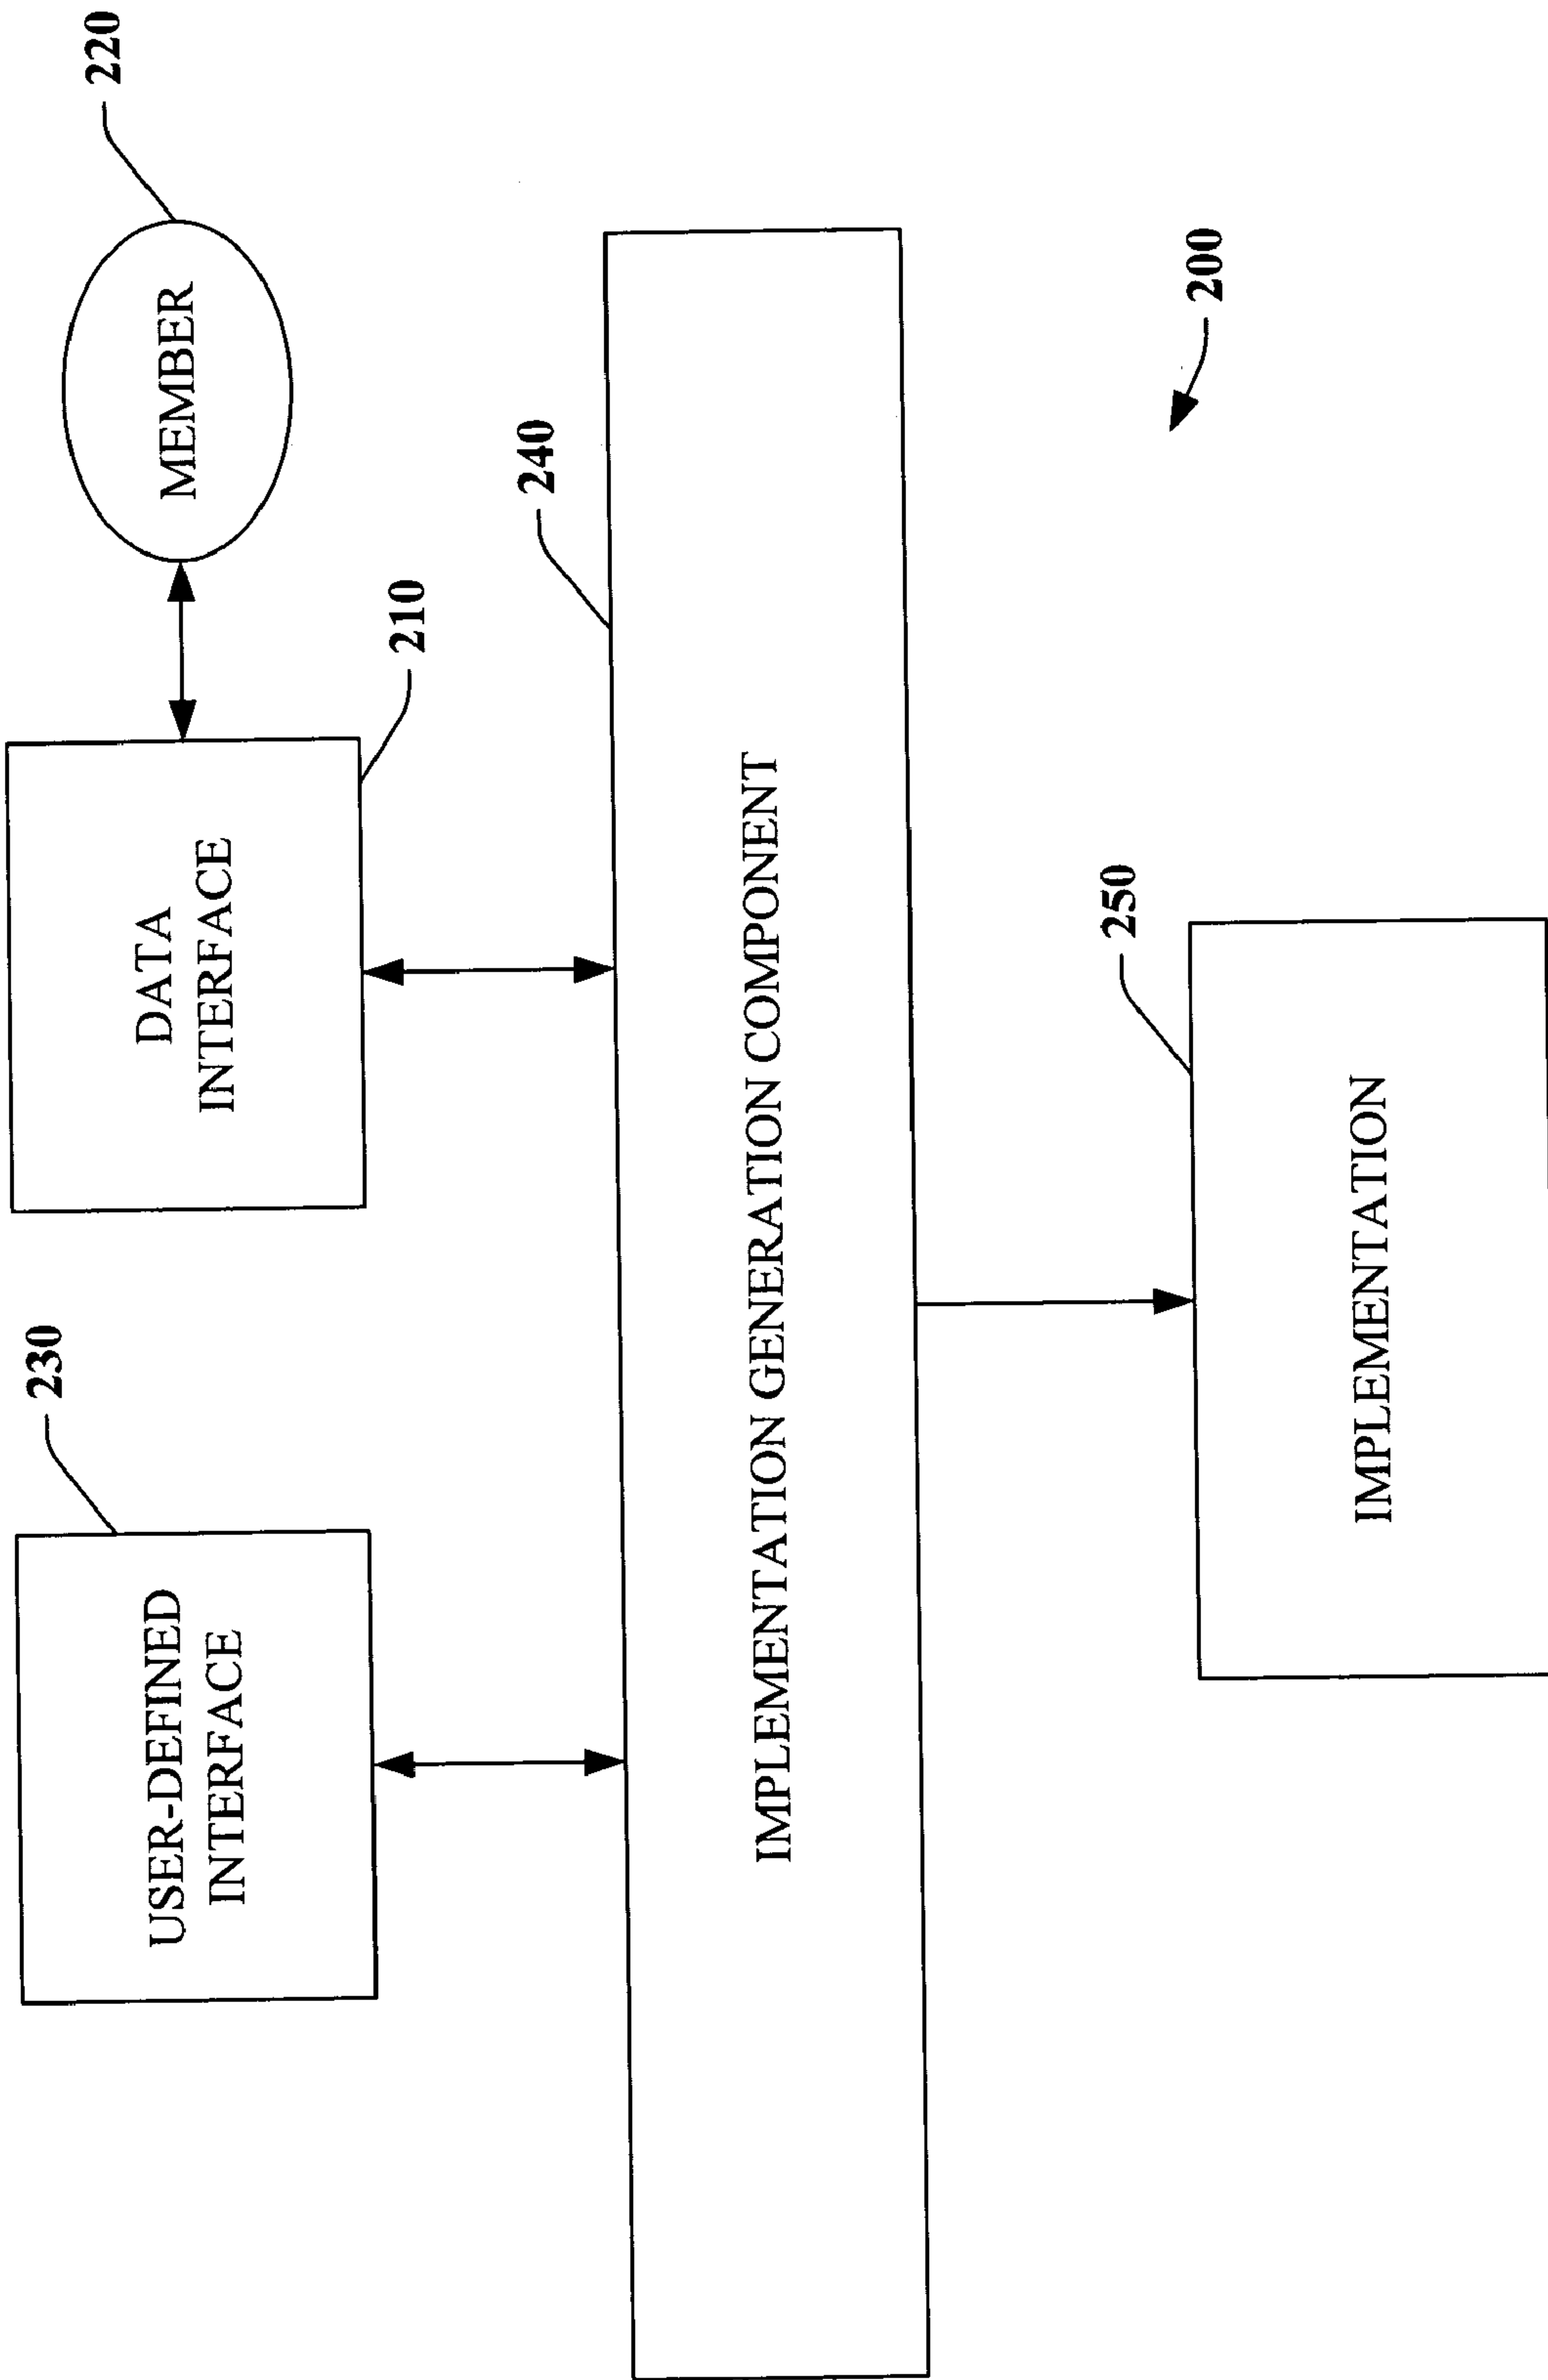 220
MEMBER
230
DATA
INTERFACE
210
USER-DEFINED
INTERFACE
240
IMPLEMENTATION GENERATION COMPONENT
250
200
IMPLEMENTATION